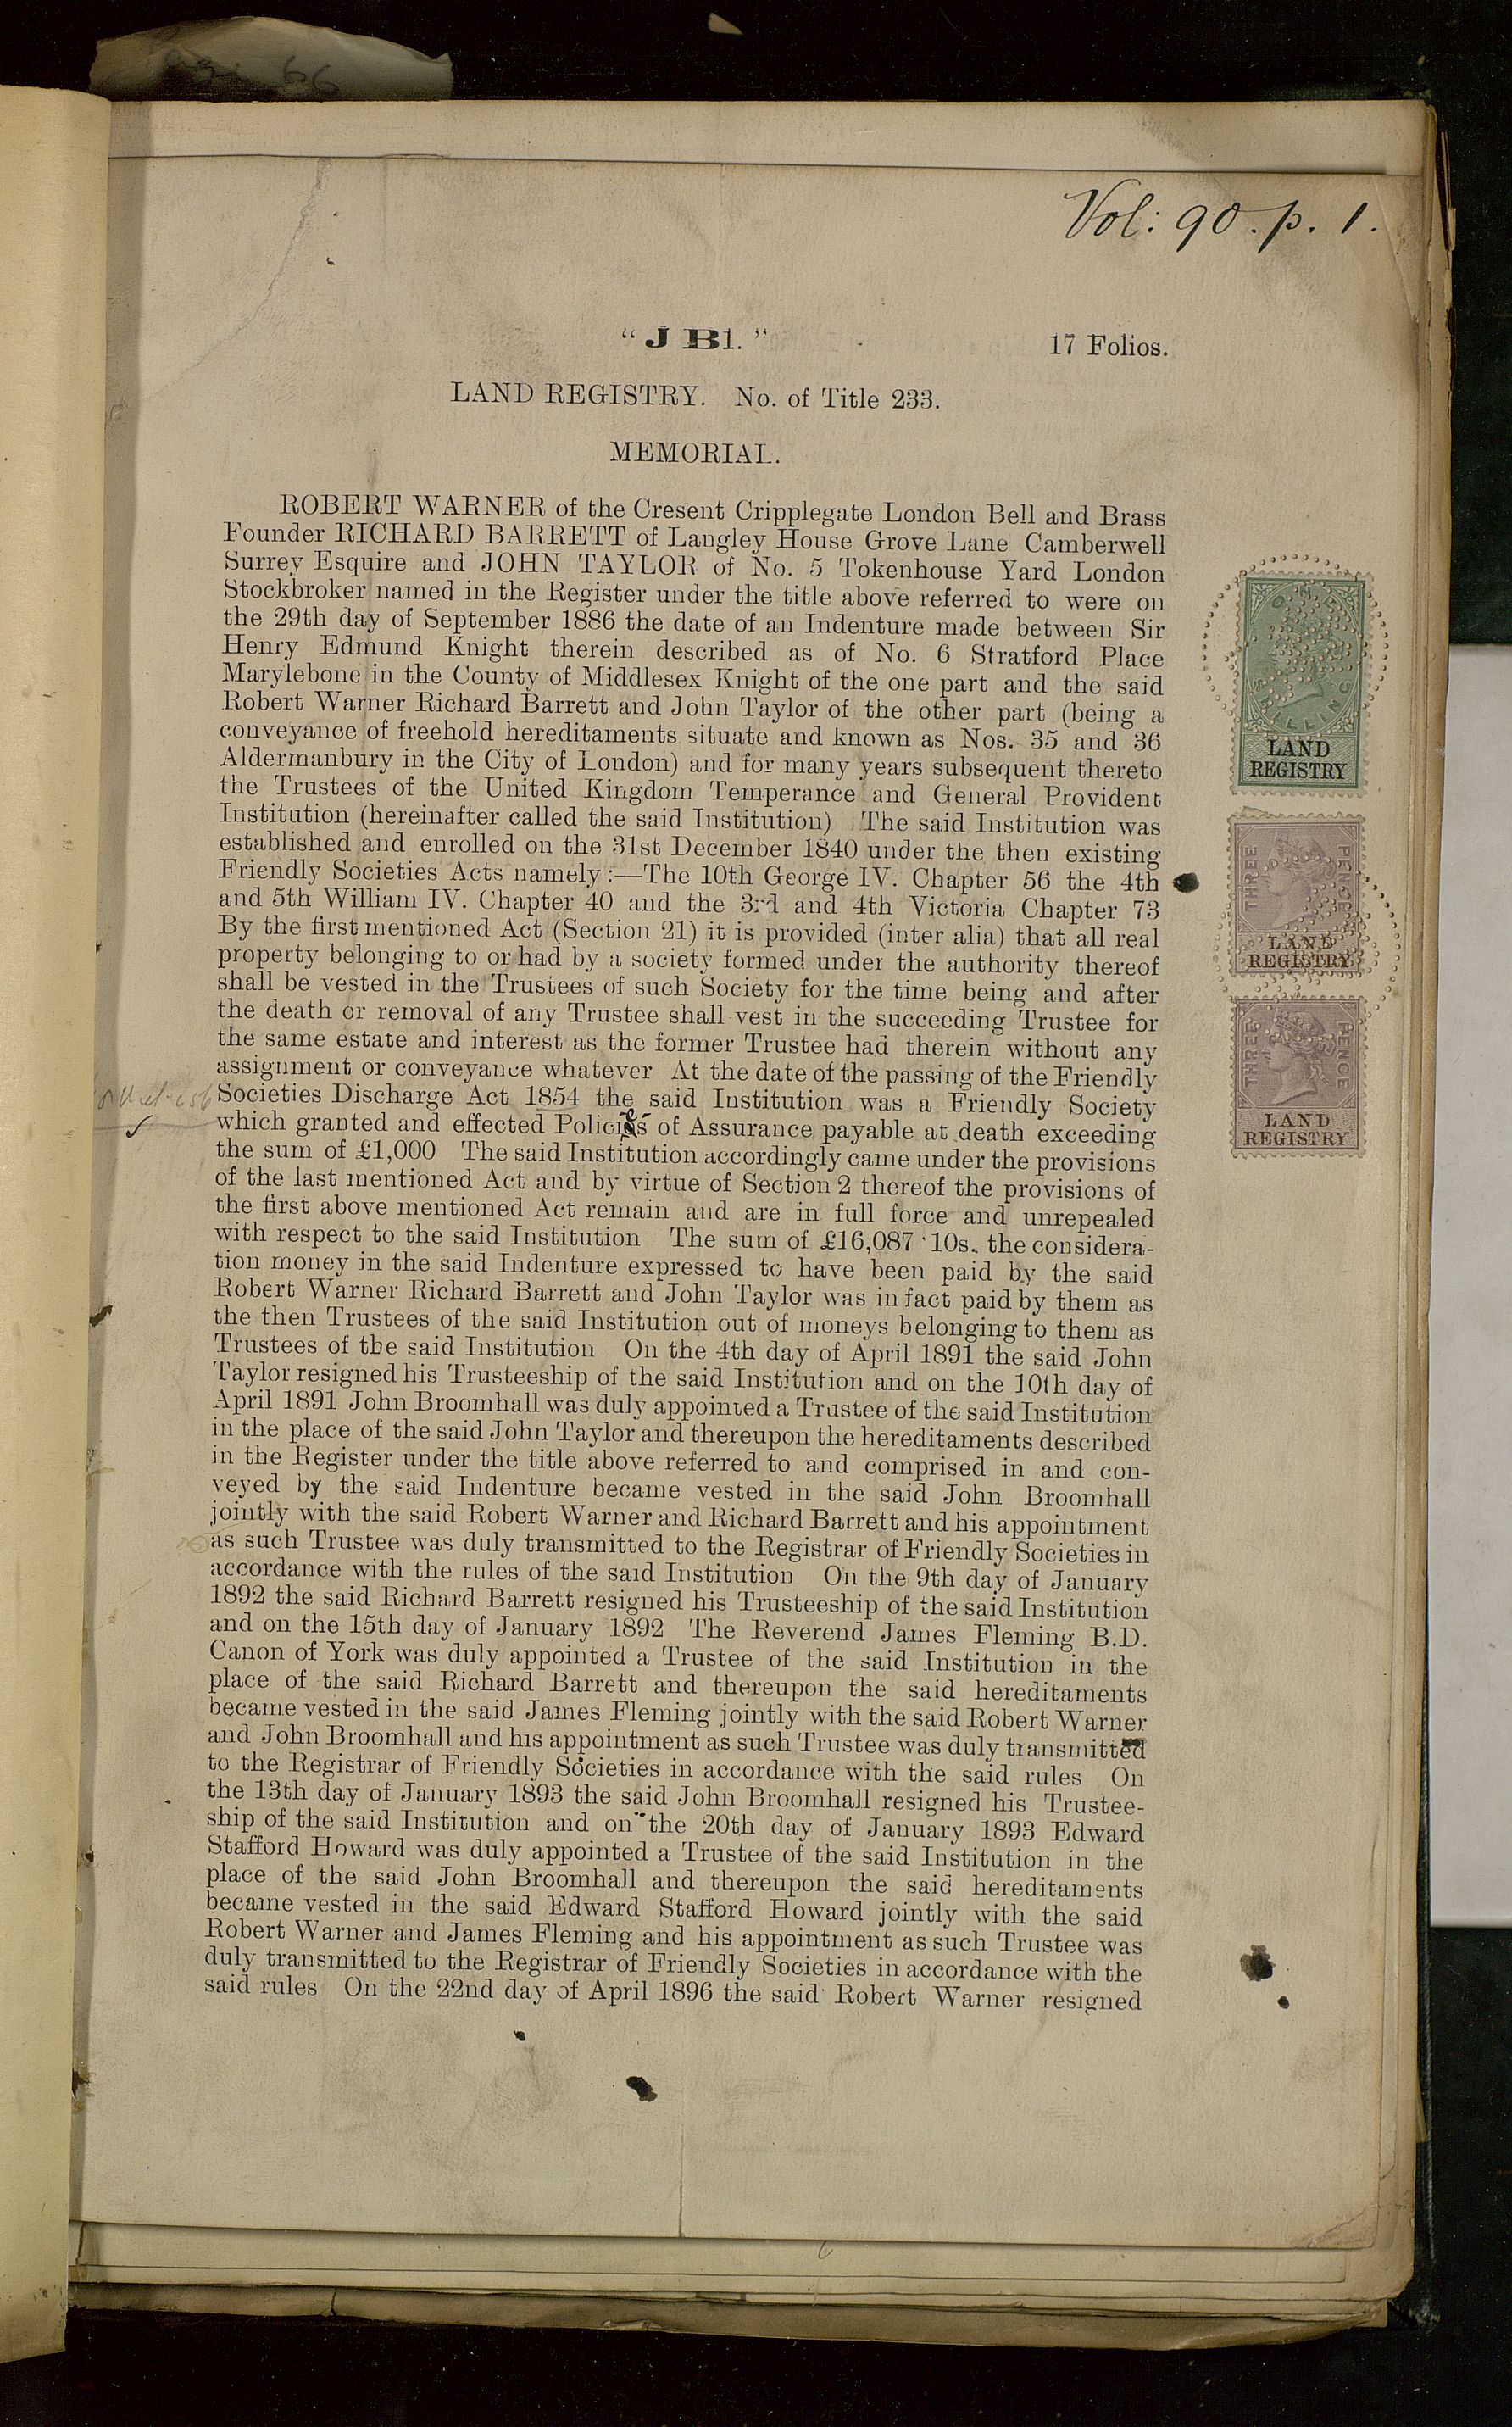 Vol: 90. p. 1.
"J B1."
17 Folios.
LAND REGISTRY. No. of Title 233.
MEMORIAL.
ROBERT WARNER of the Cresent Cripplegate London Bell and Brass
Founder RICHARD BARRETT of Langley House Grove Lane Camberwell
Surrey Esquire and JOHN TAYLOR of No. 5 Tokenhouse Yard London
Stockbroker named in the Register under the title above referred to were on
the 29th day of September 1886 the date of an Indenture made between Sir
Henry Edmund Knight therein described as of No. 6 Stratford Place
Marylebone in the County of Middlesex Knight of the one part and the said
Robert Warner Richard Barrett and John Taylor of the other part (being a
conveyance of freehold hereditaments situate and known as Nos. 35 and 36
Aldermanbury in the City of London) and for many years subsequent thereto
the Trustees of the United Kingdom Temperance and General Provident
Institution (hereinafter called the said Institution) The said Institution was
established and enrolled on the 31st December 1840 under the then existing
Friendly Societies Acts namely:—The 10th George IV. Chapter 56 the 4th
and 5th William IV. Chapter 40 and the 3rd and 4th Victoria Chapter 73
By the first mentioned Act (Section 21) it is provided (inter alia) that all real
property belonging to or had by a society formed under the authority thereof
shall be vested in the Trustees of such Society for the time being and after
the death or removal of any Trustee shall vest in the succeeding Trustee for
the same estate and interest as the former Trustee had therein without any
assignment or conveyance whatever At the date of the passing of the Friendly
Societies Discharge Act 1854 the said Institution was a Friendly Society
which granted and effected Policies of Assurance payable at death exceeding
the sum of £1,000 The said Institution accordingly came under the provisions
of the last mentioned Act and by virtue of Section 2 thereof the provisions of
the first above mentioned Act remain and are in full force and unrepealed
with respect to the said Institution The sum of £16,087 10s. the considera-
tion money in the said Indenture expressed to have been paid by the said
Robert Warner Richard Barrett and John Taylor was in fact paid by them as
the then Trustees of the said Institution out of moneys belonging to them as
Trustees of the said Institution On the 4th day of April 1891 the said John
Taylor resigned his Trusteeship of the said Institution and on the 10th day of
April 1891 John Broomhall was duly appointed a Trustee of the said Institution
in the place of the said John Taylor and thereupon the hereditaments described
in the Register under the title above referred to and comprised in and con-
veyed by the said Indenture became vested in the said John Broomhall
jointly with the said Robert Warner and Richard Barrett and his appointment
as such Trustee was duly transmitted to the Registrar of Friendly Societies in
accordance with the rules of the said Institution On the 9th day of January
1892 the said Richard Barrett resigned his Trusteeship of the said Institution
and on the 15th day of January 1892 The Reverend James Fleming B.D.
Canon of York was duly appointed a Trustee of the said Institution in the
place of the said Richard Barrett and thereupon the said hereditaments
became vested in the said James Fleming jointly with the said Robert Warner
and John Broomhall and his appointment as such Trustee was duly transmitted
to the Registrar of Friendly Societies in accordance with the said rules On
the 13th day of January 1893 the said John Broomhall resigned his Trustee-
ship of the said Institution and on the 20th day of January 1893 Edward
Stafford Howard was duly appointed a Trustee of the said Institution in the
place of the said John Broomhall and thereupon the said hereditaments
became vested in the said Edward Stafford Howard jointly with the said
Robert Warner and James Fleming and his appointment as such Trustee was
duly transmitted to the Registrar of Friendly Societies in accordance with the
said rules On the 22nd day of April 1896 the said Robert Warner resigned
ONE SHILLING
LAND
REGISTRY
THREE PENCE
LAND
REGISTRY
THREE PENCE
LAND
REGISTRY
66